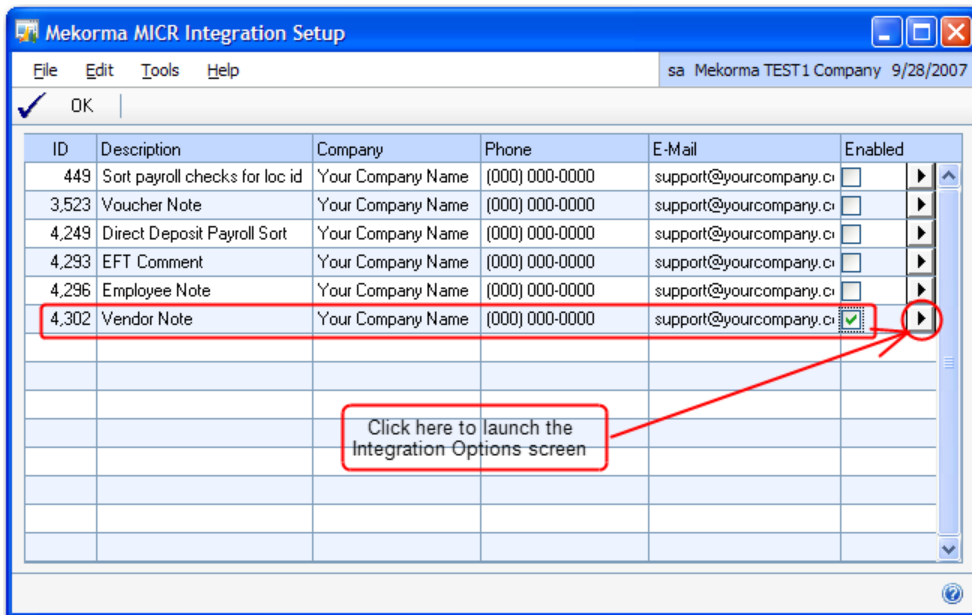 Mekorma MICR Integration Setup
File Edit Tools Help sa Mekorma TEST1 Company 9/28/2007
OK
ID Description Company Phone E-Mail Enabled
449 Sort payroll checks for loc id Your Company Name (000) 000-0000 support@yourcompany.c
3,523 Voucher Note Your Company Name (000) 000-0000 support@yourcompany.c
4,249 Direct Deposit Payroll Sort Your Company Name (000) 000-0000 support@yourcompany.c
4,293 EFT Comment Your Company Name (000) 000-0000 support@yourcompany.c
4,296 Employee Note Your Company Name (000) 000-0000 support@yourcompany.c
4,302 Vendor Note Your Company Name (000) 000-0000 support@yourcompany.c
Click here to launch the
Integration Options screen